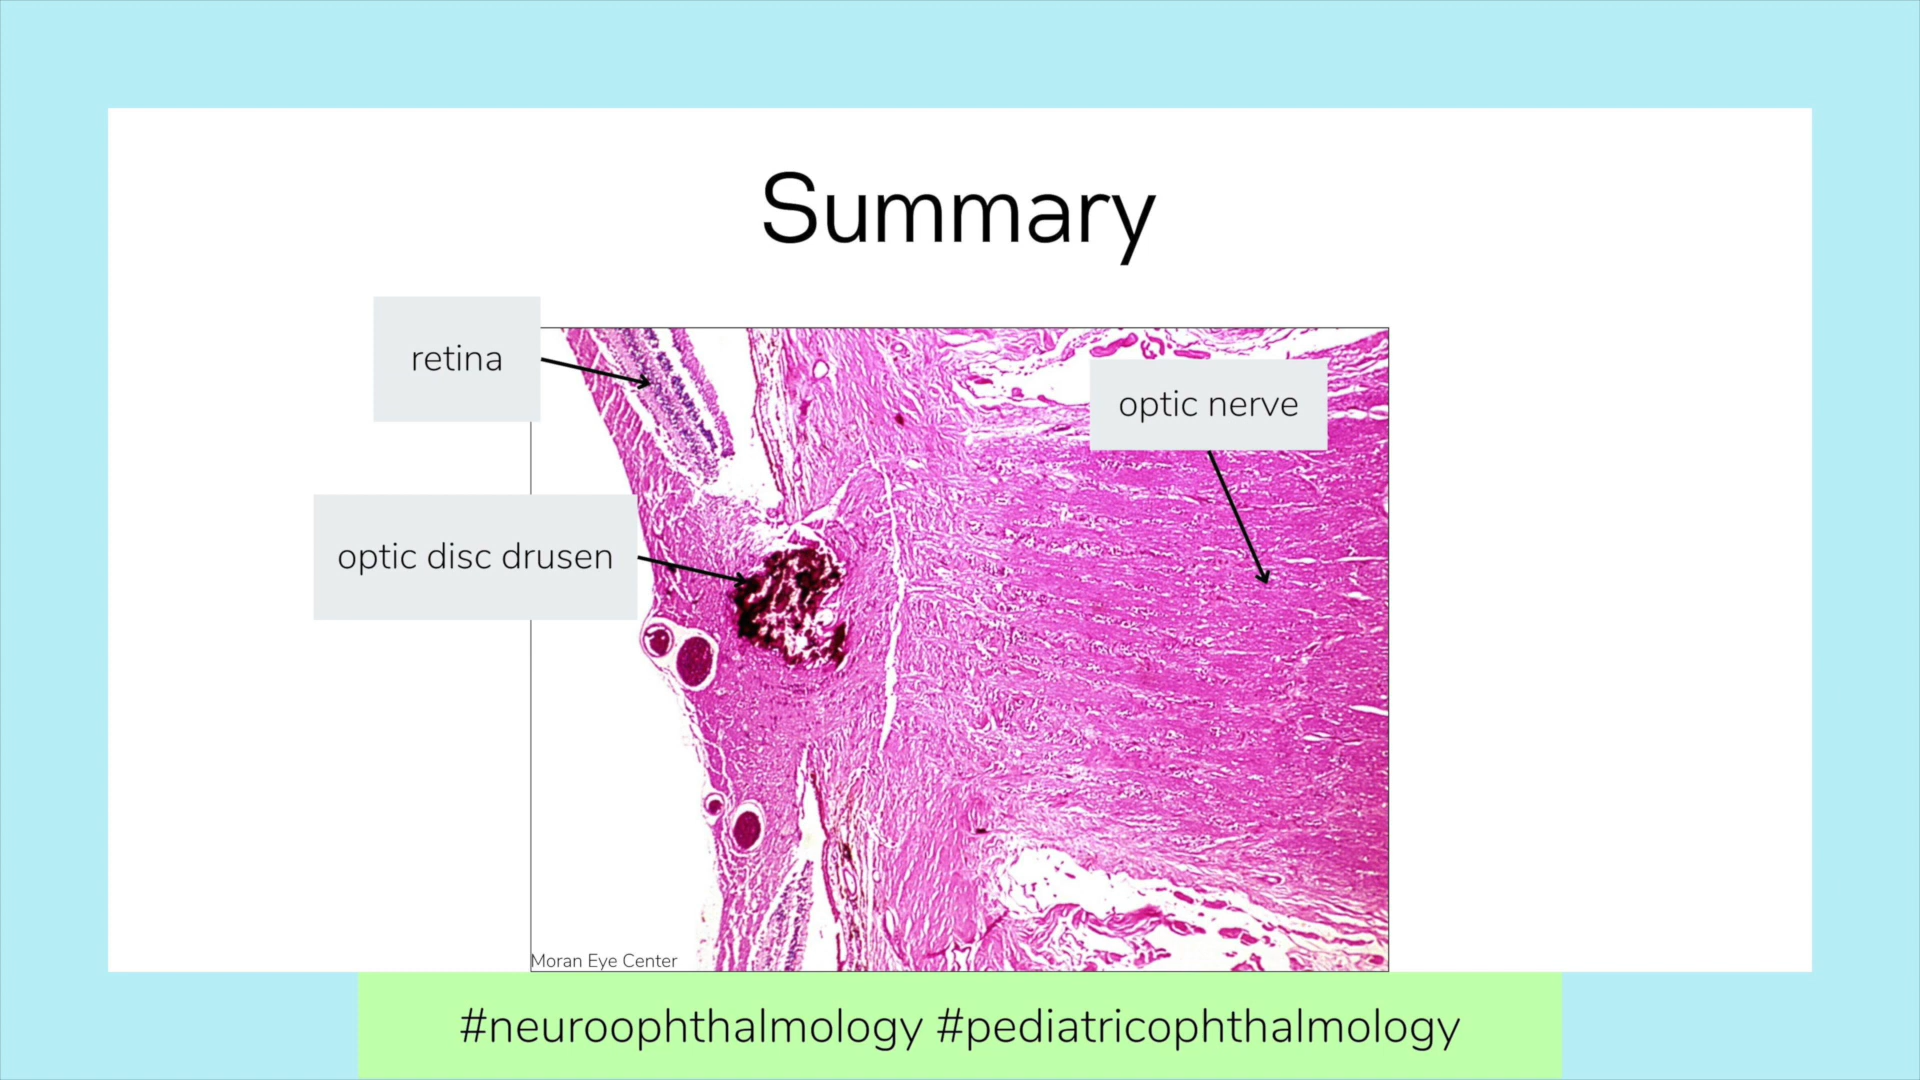 Summary
retina
optic nerve
optic disc drusen
Moran Eye Center
#neuroophthalmology #pediatricophthalmology